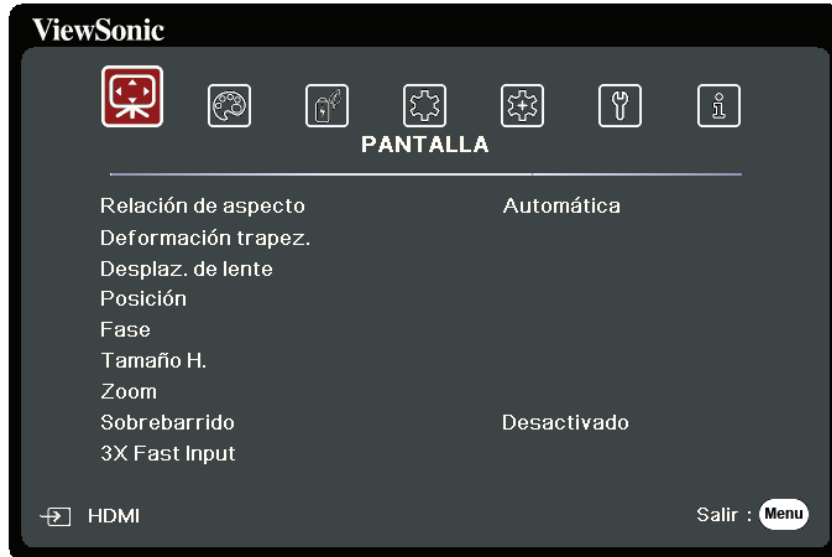 ViewSonic
PANTALLA
Relación de aspecto Automática
Deformación trapez.
Desplaz. de lente
Posición
Fase
Tamaño H.
Zoom
Sobrebarrido Desactivado
3X Fast Input
HDMI Salir : Menu